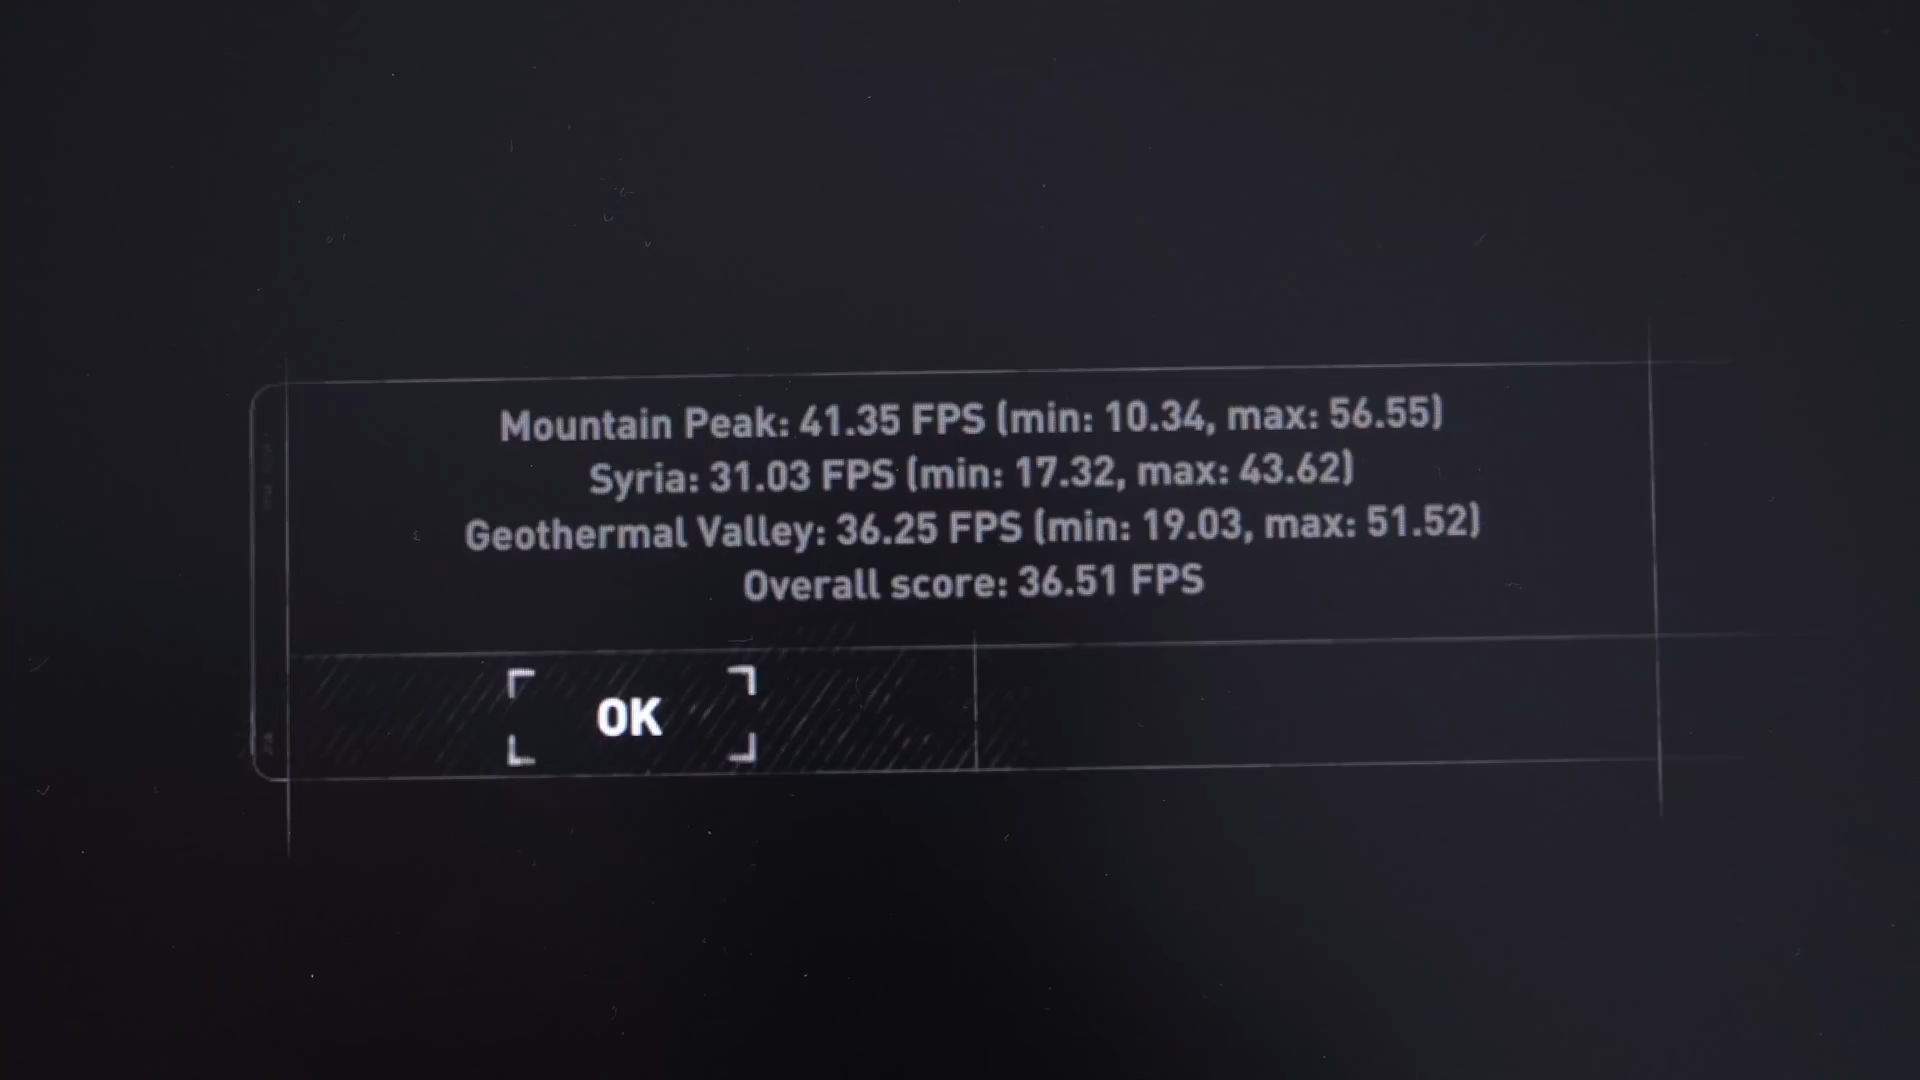 Mountain Peak: 41.35 FPS (min: 10.34, max: 56.55)
Syria: 31.03 FPS (min: 17.32, max: 43.62)
Geothermal Valley: 36.25 FPS (min: 19.03, max: 51.52)
Overall score: 36.51 FPS
OK